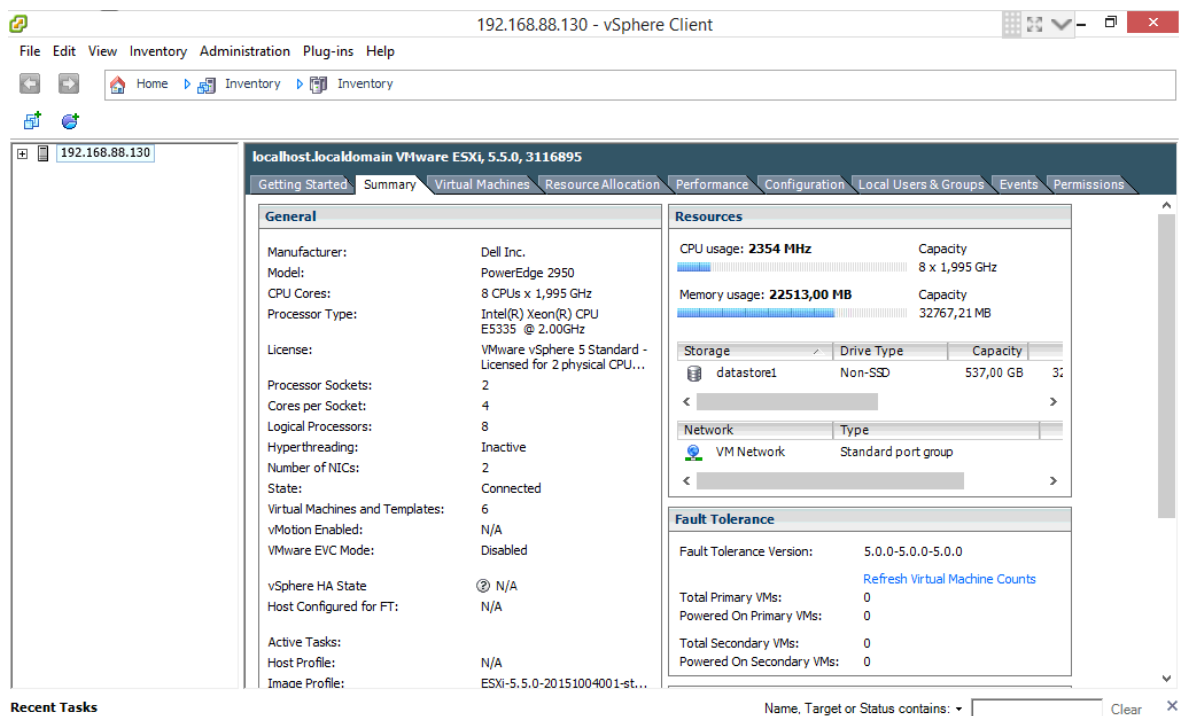 192.168.88.130 - vSphere Client
File Edit View Inventory Administration Plug-ins Help
Home Inventory Inventory
192.168.88.130
localhost.localdomain VMware ESXi, 5.5.0, 3116895
Getting Started Summary Virtual Machines Resource Allocation Performance Configuration Local Users & Groups Events Permissions
General
Manufacturer: Dell Inc.
Model: PowerEdge 2950
CPU Cores: 8 CPUs x 1,995 GHz
Processor Type: Intel(R) Xeon(R) CPU
E5335 @ 2.00GHz
License: VMware vSphere 5 Standard -
Licensed for 2 physical CPU...
Processor Sockets: 2
Cores per Socket: 4
Logical Processors: 8
Hyperthreading: Inactive
Number of NICs: 2
State: Connected
Virtual Machines and Templates: 6
vMotion Enabled: N/A
VMware EVC Mode: Disabled
vSphere HA State N/A
Host Configured for FT: N/A
Active Tasks:
Host Profile: N/A
Image Profile: ESXi-5.5.0-20151004001-st...
Resources
CPU usage: 2354 MHz Capacity
8 x 1,995 GHz
Memory usage: 22513,00 MB Capacity
32767,21 MB
Storage Drive Type Capacity
datastore1 Non-SSD 537,00 GB 32
Network Type
VM Network Standard port group
Fault Tolerance
Fault Tolerance Version: 5.0.0-5.0.0-5.0.0
Refresh Virtual Machine Counts
Total Primary VMs: 0
Powered On Primary VMs: 0
Total Secondary VMs: 0
Powered On Secondary VMs: 0
Recent Tasks Name, Target or Status contains: Clear